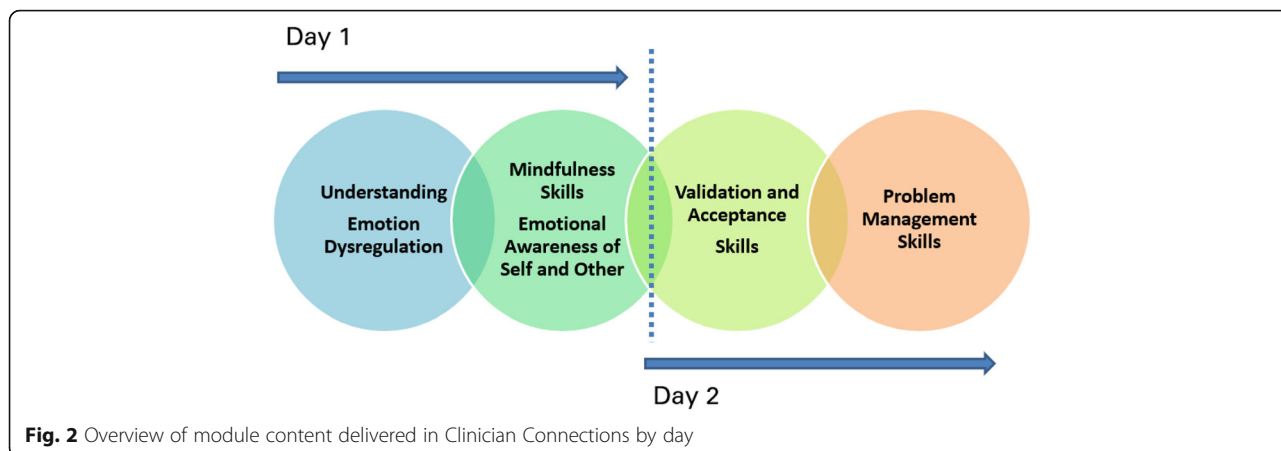 Day 1
Understanding
Emotion
Dysregulation
Mindfulness
Skills
Emotional
Awareness of
Self and Other
Validation and
Acceptance
Skills
Problem
Management
Skills
Day 2
Fig. 2 Overview of module content delivered in Clinician Connections by day